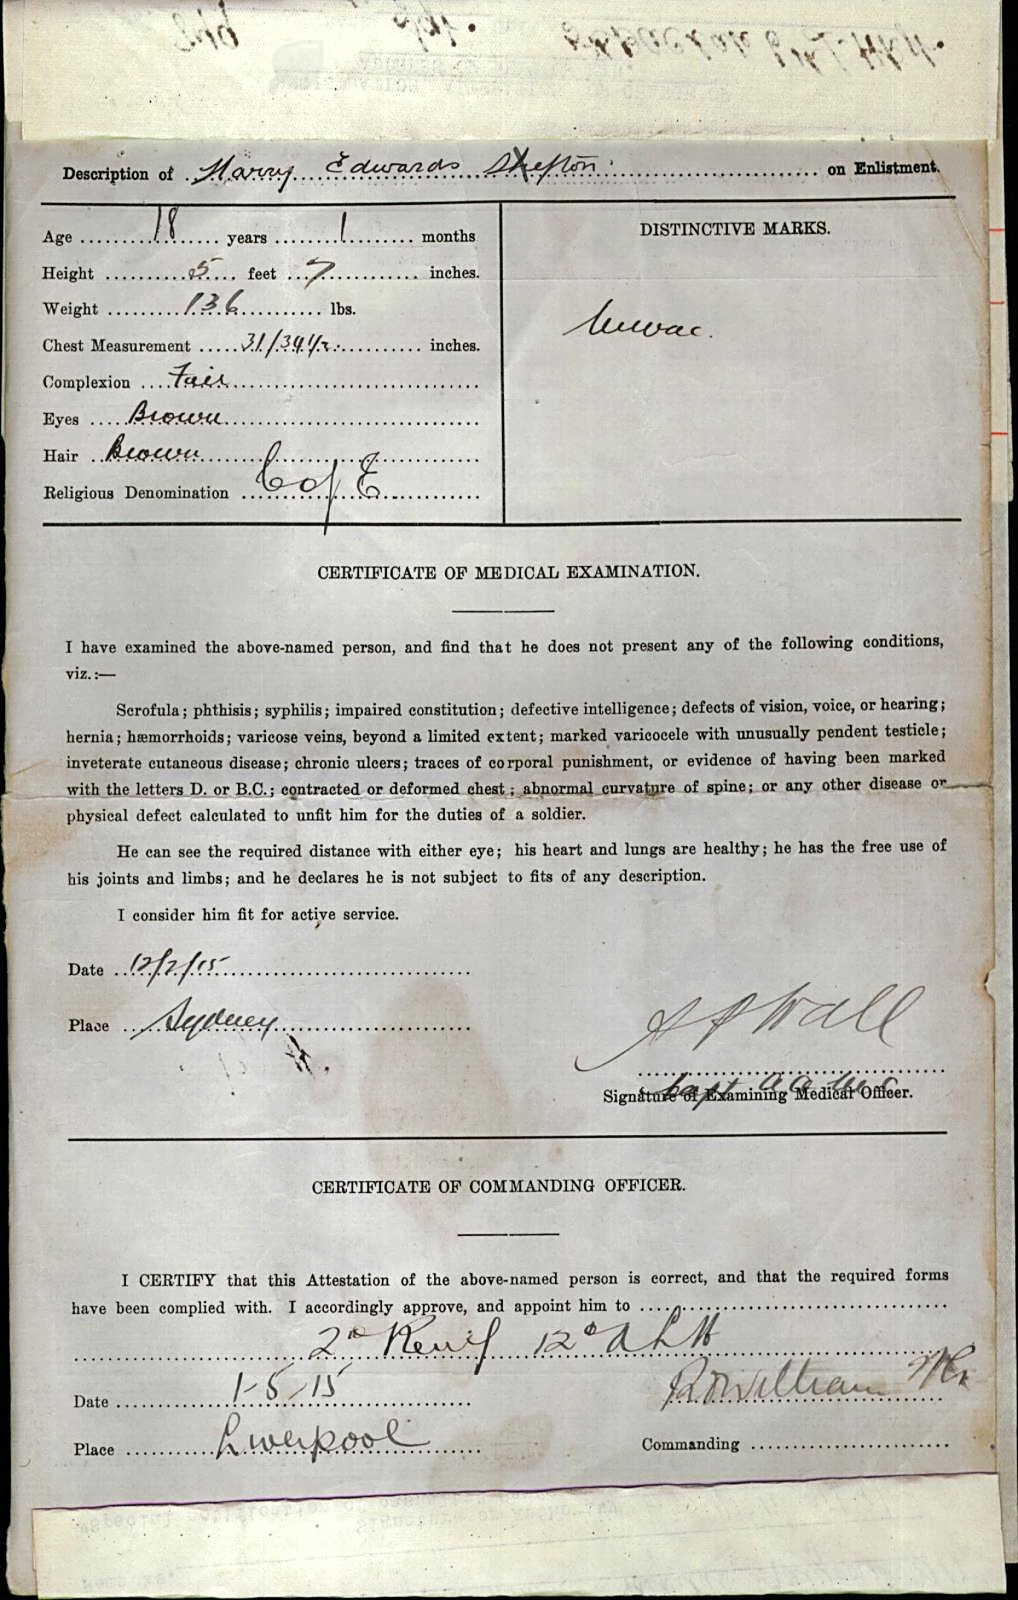 Description of Harry Edwards Shefton on Enlistment.
Age 18 years 1 months
Height 5 feet 7 inches.
Weight 136 lbs.
Chest Measurement 31/34½ inches.
Complexion Fair
Eyes Brown
Hair Brown
Religious Denomination C of E
DISTINCTIVE MARKS.
CERTIFICATE OF MEDICAL EXAMINATION.
I have examined the above-named person, and find that he does not present any of the following conditions,
viz.:—
Scrofula; phthisis; syphilis; impaired constitution; defective intelligence; defects of vision, voice, or hearing;
hernia; hæmorrhoids; varicose veins, beyond a limited extent; marked varicocele with unusually pendent testicle;
inveterate cutaneous disease; chronic ulcers; traces of corporal punishment, or evidence of having been marked
with the letters D. or B.C.; contracted or deformed chest; abnormal curvature of spine; or any other disease or
physical defect calculated to unfit him for the duties of a soldier.
He can see the required distance with either eye; his heart and lungs are healthy; he has the free use of
his joints and limbs; and he declares he is not subject to fits of any description.
I consider him fit for active service.
Date 12/2/15
Place Sydney
Wall
Capt AAMC
Signature of Examining Medical Officer.
CERTIFICATE OF COMMANDING OFFICER.
I CERTIFY that this Attestation of the above-named person is correct, and that the required forms
have been complied with. I accordingly approve, and appoint him to
2nd Reinf 12th A L H
Date 1-5-15
Place Liverpool
Commanding